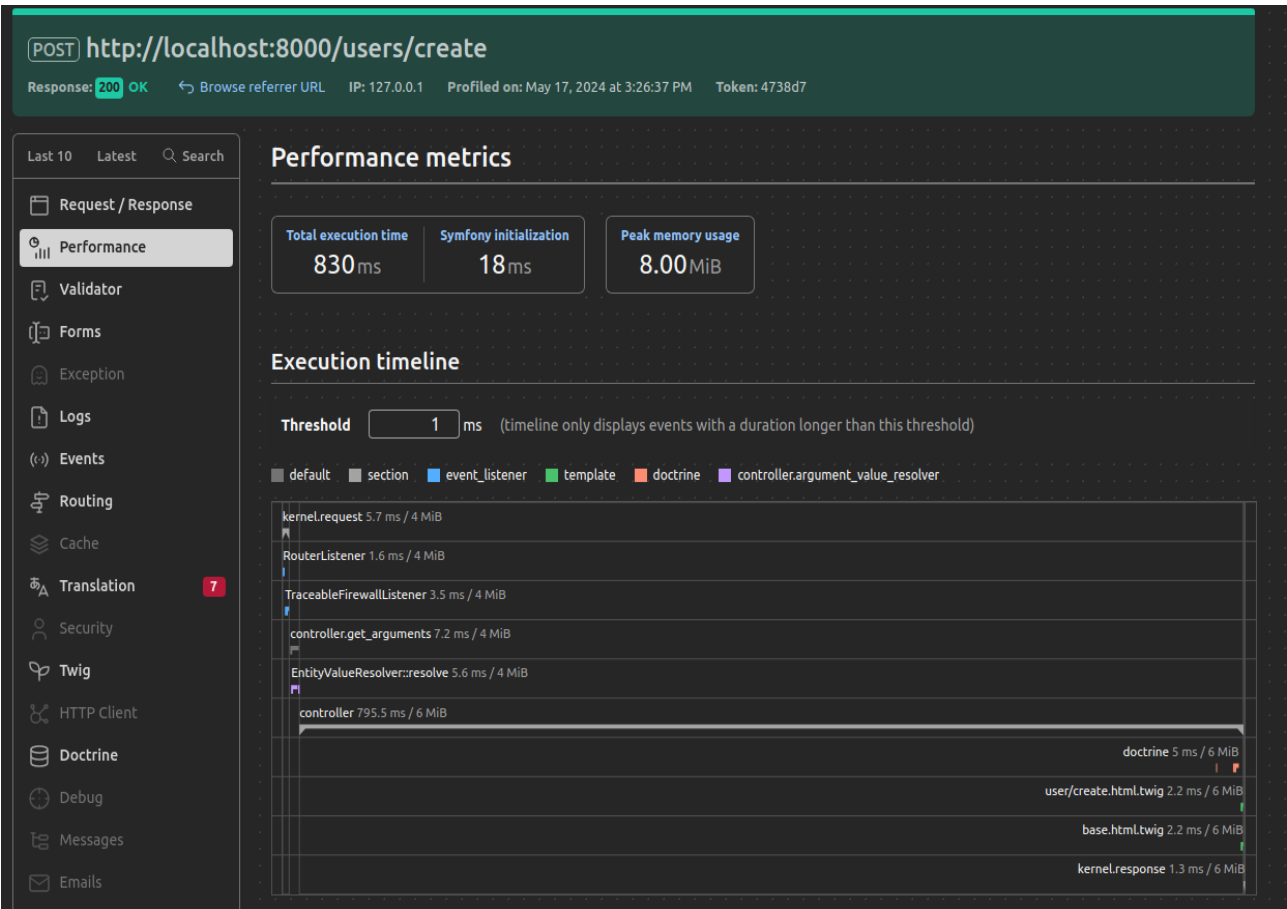 POST http://localhost:8000/users/create
Response: 200 OK Browse referrer URL IP: 127.0.0.1 Profiled on: May 17, 2024 at 3:26:37 PM Token: 4738d7
Last 10 Latest Search
Request / Response
Performance
Validator
Forms
Exception
Logs
Events
Routing
Cache
Translation 7
Security
Twig
HTTP Client
Doctrine
Debug
Messages
Emails
Performance metrics
Total execution time Symfony initialization Peak memory usage
830 ms 18 ms 8.00 MiB
Execution timeline
Threshold 1 ms (timeline only displays events with a duration longer than this threshold)
default section event_listener template doctrine controller.argument_value_resolver
kernel.request 5.7 ms / 4 MiB
RouterListener 1.6 ms / 4 MiB
TraceableFirewallListener 3.5 ms / 4 MiB
controller.get_arguments 7.2 ms / 4 MiB
EntityValueResolver::resolve 5.6 ms / 4 MiB
controller 795.5 ms / 6 MiB
doctrine 5 ms / 6 MiB
user/create.html.twig 2.2 ms / 6 MiB
base.html.twig 2.2 ms / 6 MiB
kernel.response 1.3 ms / 6 MiB